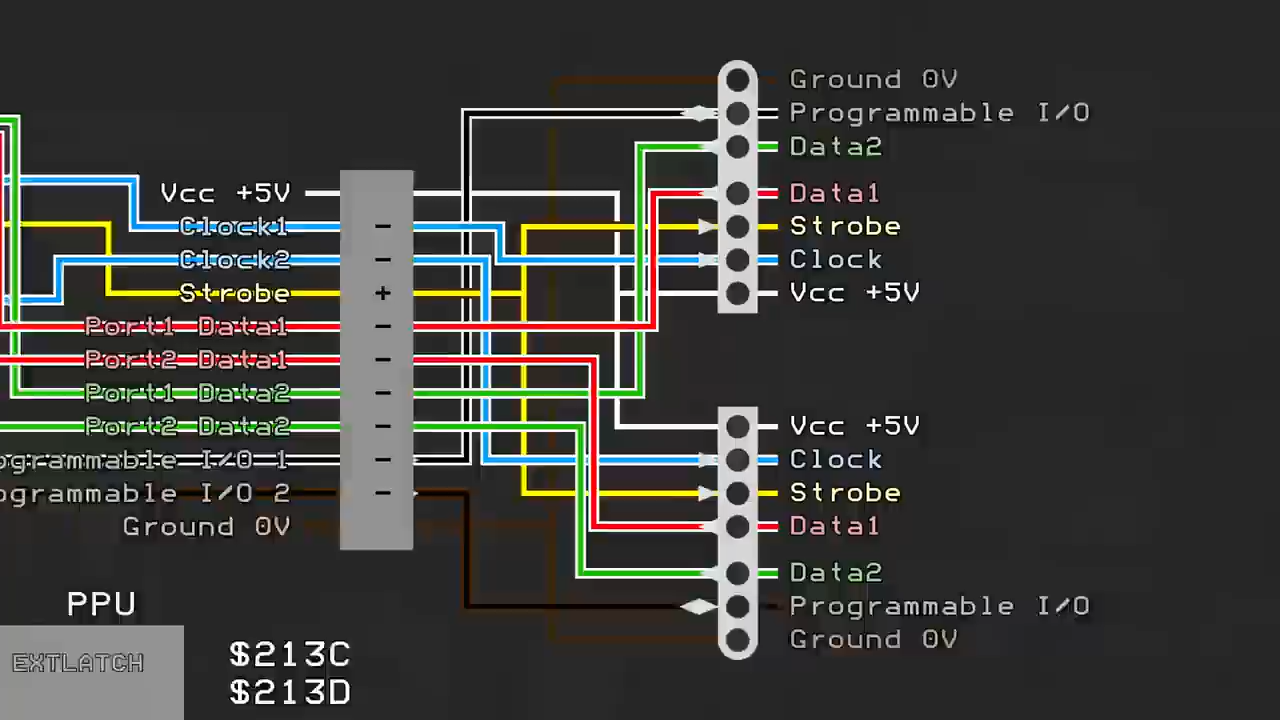 Vcc +5V
Clock1
Clock2
Strobe
Port1 Data1
Port2 Data1
Port1 Data2
Port2 Data2
ogrammable I/O 1
ogrammable I/O 2
Ground 0V
-
-
+
-
-
-
-
-
-
Ground 0V
Programmable I/O
Data2
Data1
Strobe
Clock
Vcc +5V
Vcc +5V
Clock
Strobe
Data1
Data2
Programmable I/O
Ground 0V
PPU
EXTLATCH
$213C
$213D